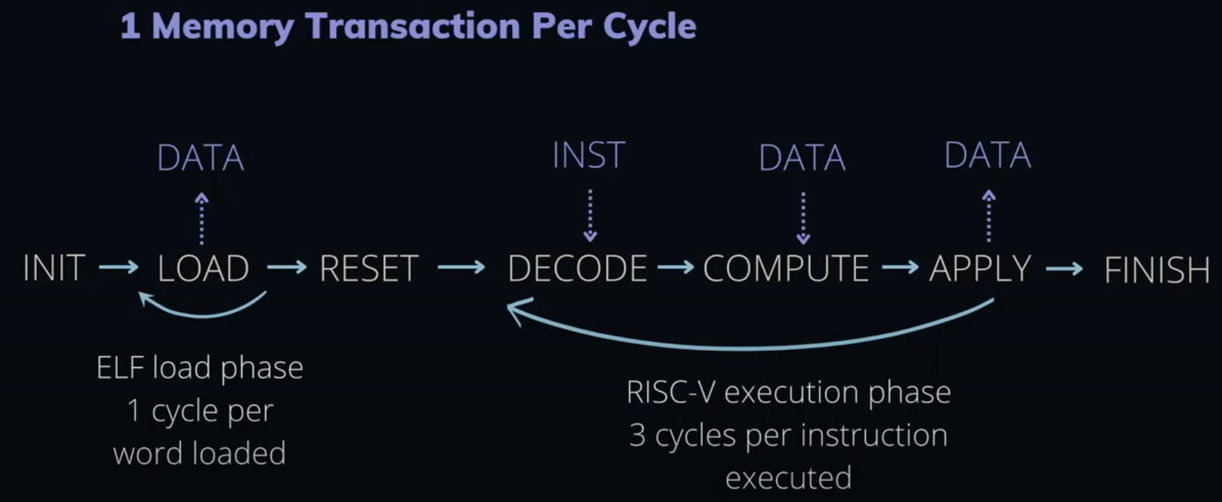 1 Memory Transaction Per Cycle
DATA
INST
DATA
DATA
INIT
LOAD
RESET
DECODE
COMPUTE
APPLY
FINISH
ELF load phase
1 cycle per
word loaded
RISC-V execution phase
3 cycles per instruction
executed